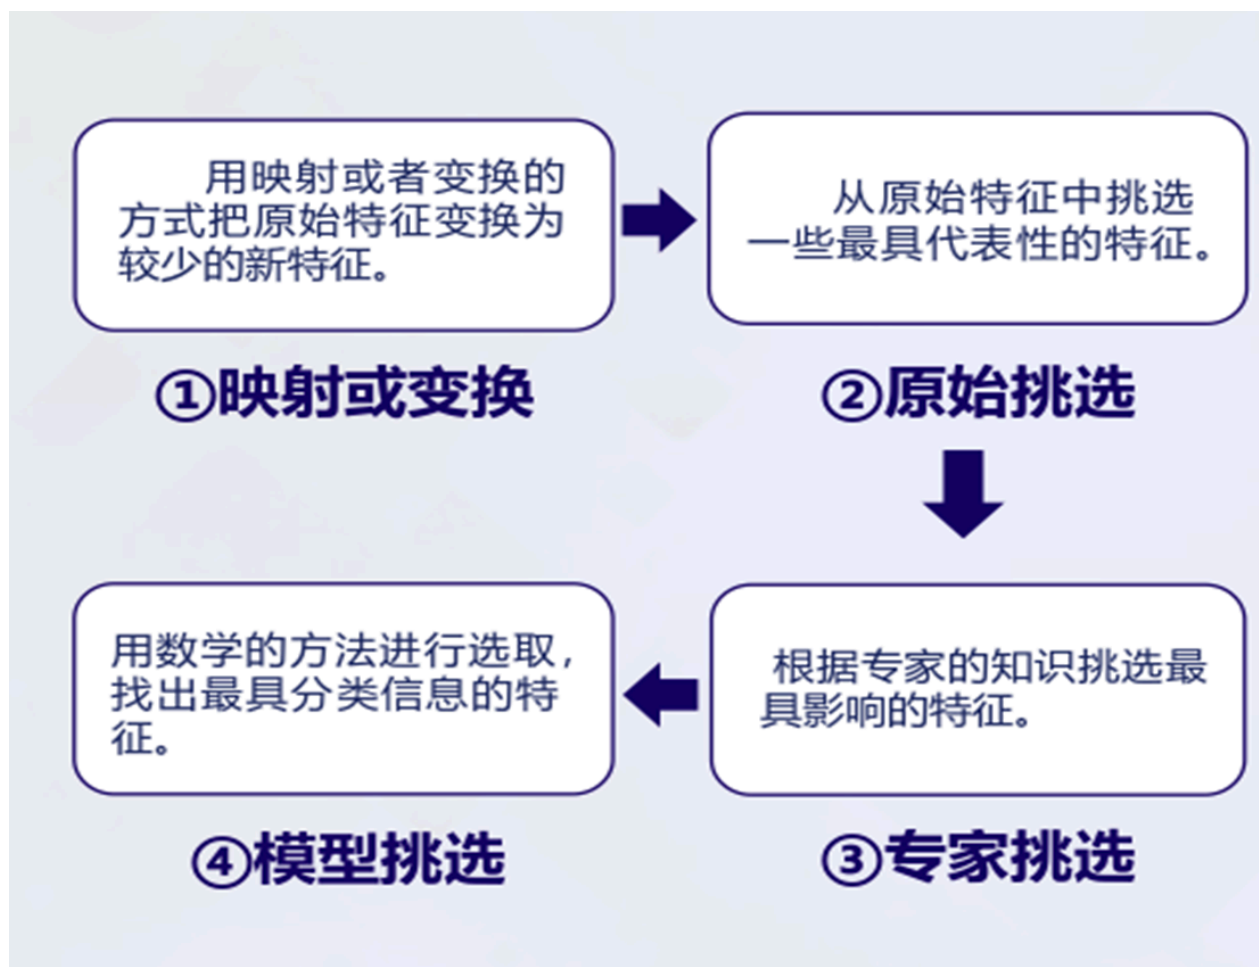 用映射或者变换的
方式把原始特征变换为
较少的新特征。
①映射或变换
从原始特征中挑选
一些最具代表性的特征。
②原始挑选
根据专家的知识挑选最
具影响的特征。
③专家挑选
用数学的方法进行选取，
找出最具分类信息的特
征。
④模型挑选